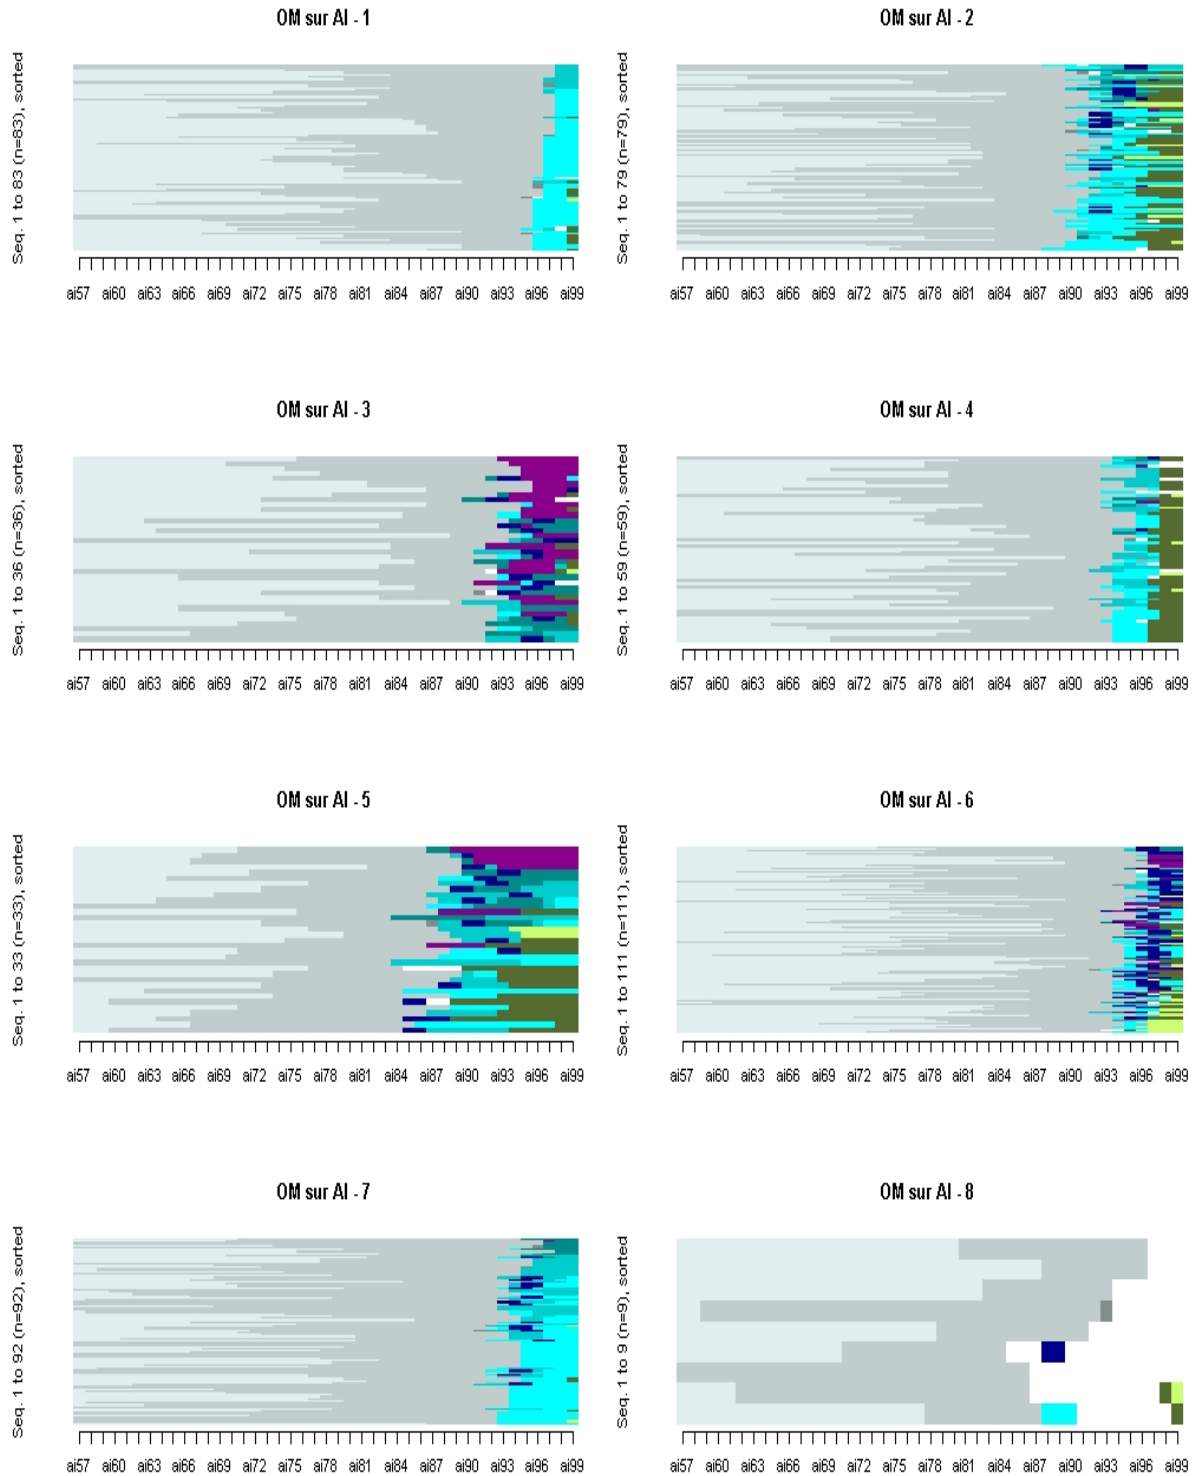 OM sur AI - 1
OM sur AI - 2
Seq. 1 to 83 (n=83), sorted
Seq. 1 to 79 (n=79), sorted
ai57 ai60 ai63 ai66 ai69 ai72 ai75 ai78 ai81 ai84 ai87 ai90 ai93 ai96 ai99
ai57 ai60 ai63 ai66 ai69 ai72 ai75 ai78 ai81 ai84 ai87 ai90 ai93 ai96 ai99
OM sur AI - 3
OM sur AI - 4
Seq. 1 to 36 (n=36), sorted
Seq. 1 to 59 (n=59), sorted
ai57 ai60 ai63 ai66 ai69 ai72 ai75 ai78 ai81 ai84 ai87 ai90 ai93 ai96 ai99
ai57 ai60 ai63 ai66 ai69 ai72 ai75 ai78 ai81 ai84 ai87 ai90 ai93 ai96 ai99
OM sur AI - 5
OM sur AI - 6
Seq. 1 to 33 (n=33), sorted
Seq. 1 to 111 (n=111), sorted
ai57 ai60 ai63 ai66 ai69 ai72 ai75 ai78 ai81 ai84 ai87 ai90 ai93 ai96 ai99
ai57 ai60 ai63 ai66 ai69 ai72 ai75 ai78 ai81 ai84 ai87 ai90 ai93 ai96 ai99
OM sur AI - 7
OM sur AI - 8
Seq. 1 to 92 (n=92), sorted
Seq. 1 to 9 (n=9), sorted
ai57 ai60 ai63 ai66 ai69 ai72 ai75 ai78 ai81 ai84 ai87 ai90 ai93 ai96 ai99
ai57 ai60 ai63 ai66 ai69 ai72 ai75 ai78 ai81 ai84 ai87 ai90 ai93 ai96 ai99